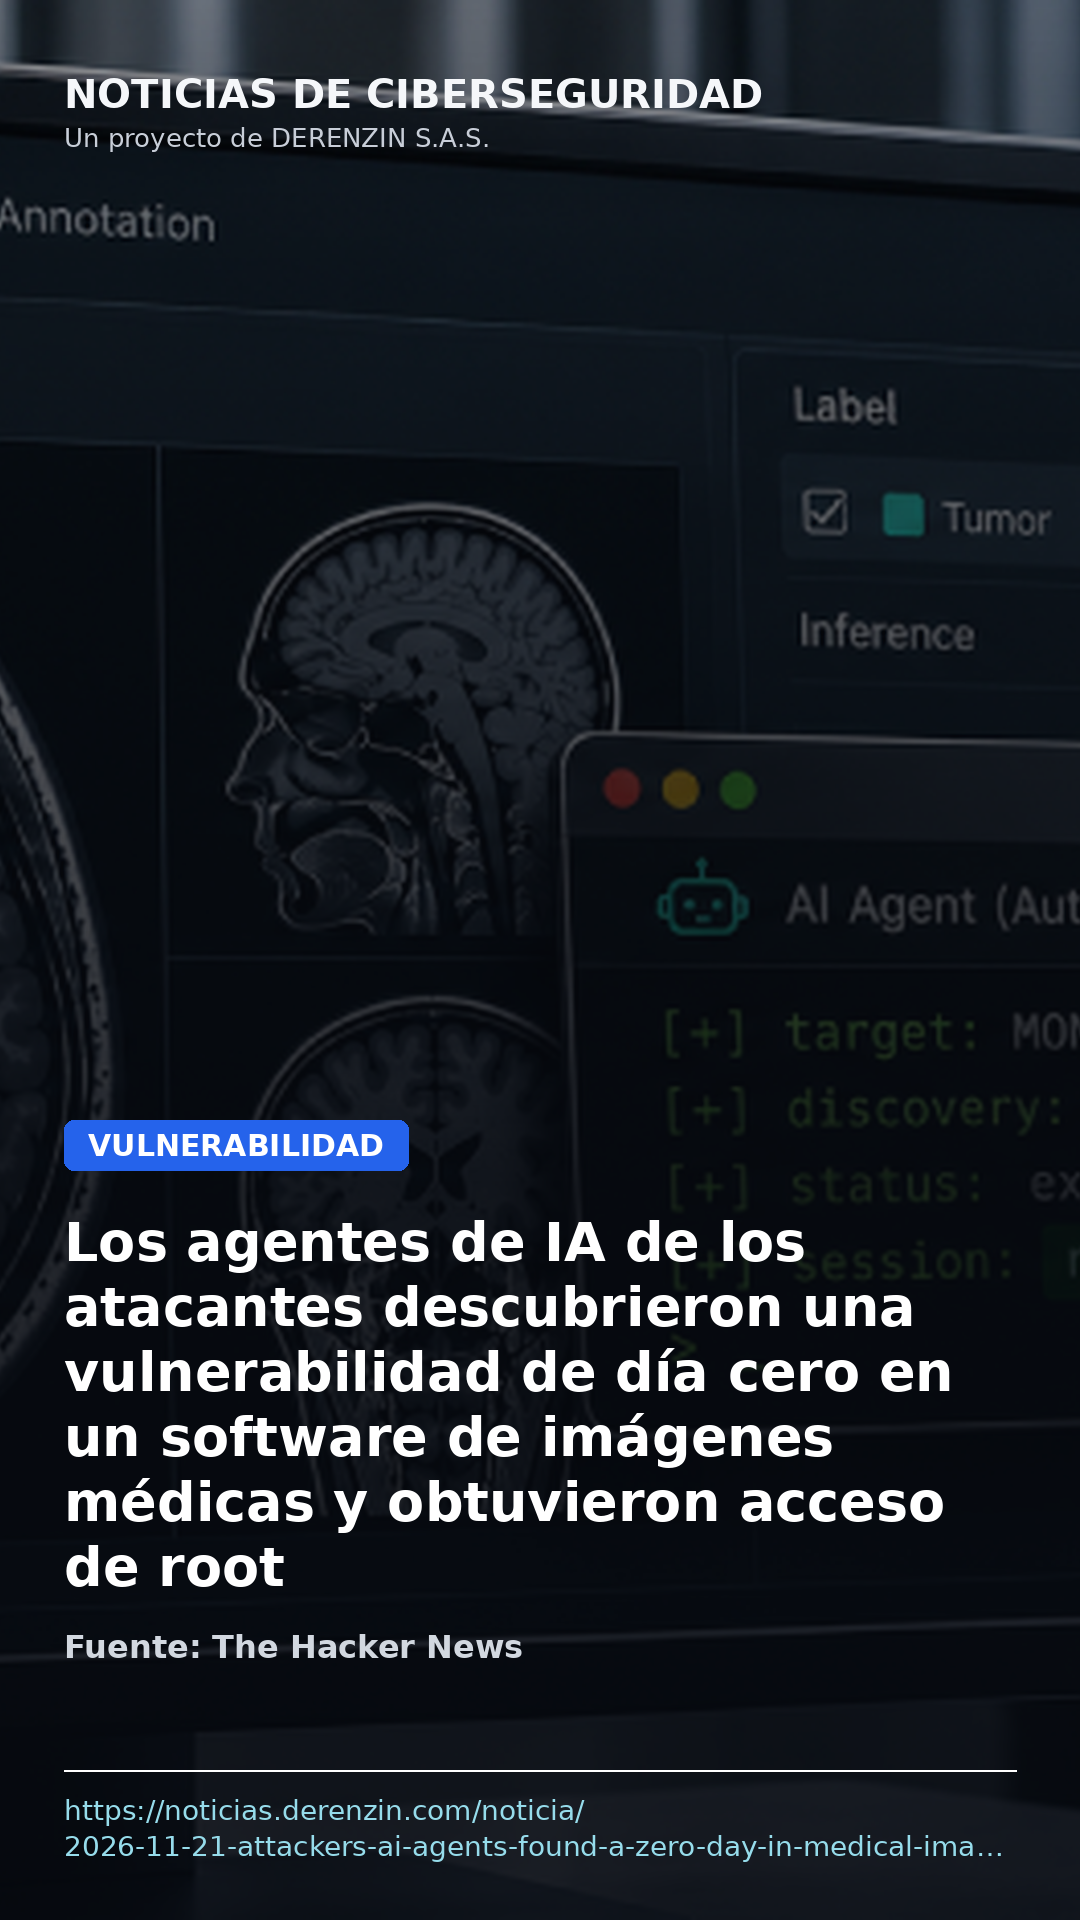 NOTICIAS DE CIBERSEGURIDAD
Un proyecto de DERENZIN S.A.S.
Annotation
Label
Tumor
Inference
AI Agent (Aut
[+] target: MON
[+] discovery:
[+] status: ex
[+] session: r
>
VULNERABILIDAD
Los agentes de IA de los
atacantes descubrieron una
vulnerabilidad de día cero en
un software de imágenes
médicas y obtuvieron acceso
de root
Fuente: The Hacker News
https://noticias.derenzin.com/noticia/
2026-11-21-attackers-ai-agents-found-a-zero-day-in-medical-ima…